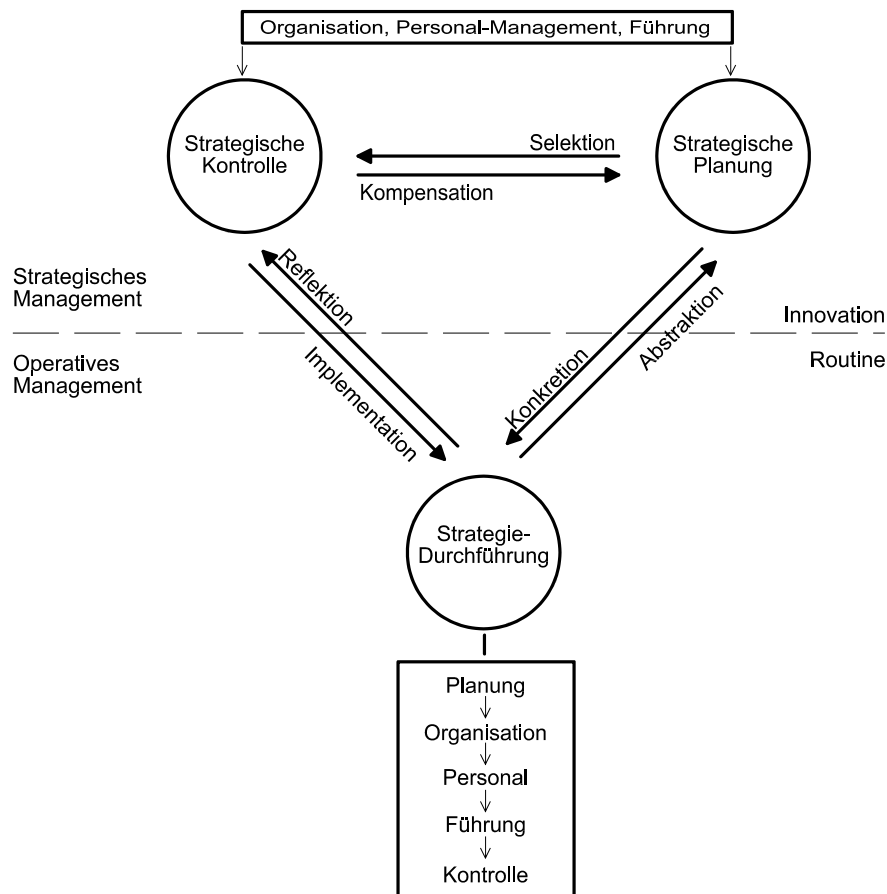 Organisation, Personal-Management, Führung
Strategische
Kontrolle
Selektion
Kompensation
Strategische
Planung
Strategisches
Management
Reflektion
Implementation
Konkretion
Abstraktion
Innovation
Operatives
Management
Routine
Strategie-
Durchführung
Planung
Organisation
Personal
Führung
Kontrolle